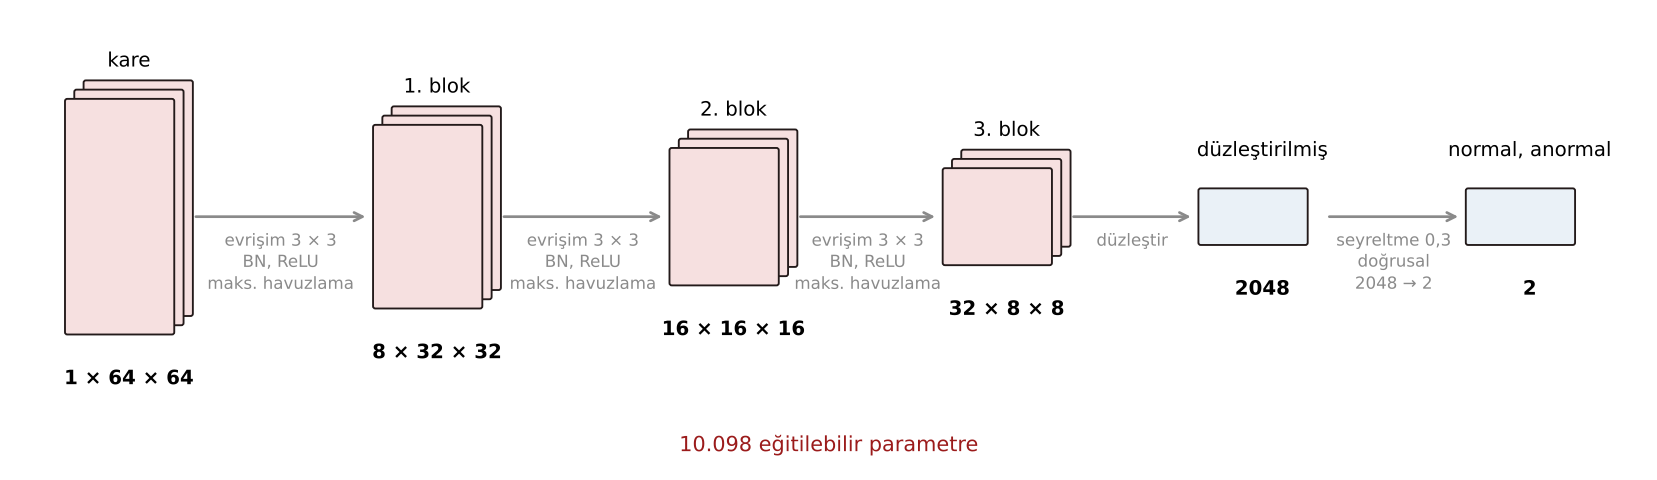 kare
1 × 64 × 64
evrişim 3 × 3
BN, ReLU
maks. havuzlama
1. blok
8 × 32 × 32
evrişim 3 × 3
BN, ReLU
maks. havuzlama
2. blok
16 × 16 × 16
evrişim 3 × 3
BN, ReLU
maks. havuzlama
3. blok
32 × 8 × 8
düzleştir
düzleştirilmiş
2048
seyreltme 0,3
doğrusal
2048 → 2
normal, anormal
2
10.098 eğitilebilir parametre